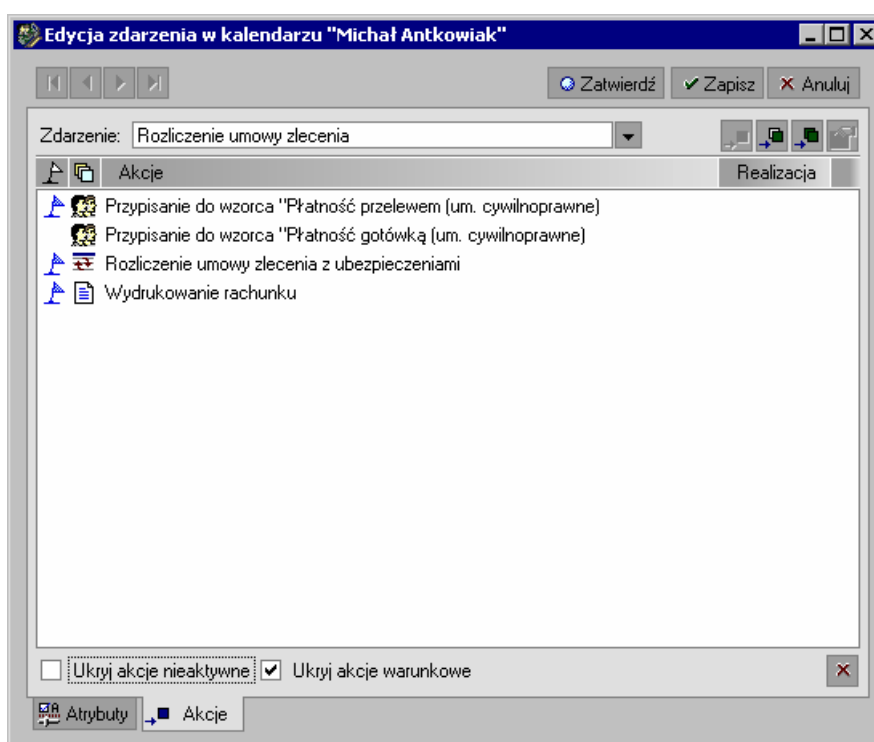 Edycja zdarzenia w kalendarzu "Michał Antkowiak"
Zatwierdź Zapisz Anuluj
Zdarzenie: Rozliczenie umowy zlecenia
Akcje Realizacja
Przypisanie do wzorca "Płatność przelewem (um. cywilnoprawne)
Przypisanie do wzorca "Płatność gotówką (um. cywilnoprawne)
Rozliczenie umowy zlecenia z ubezpieczeniami
Wydrukowanie rachunku
Ukryj akcje nieaktywne Ukryj akcje warunkowe
Atrybuty Akcje